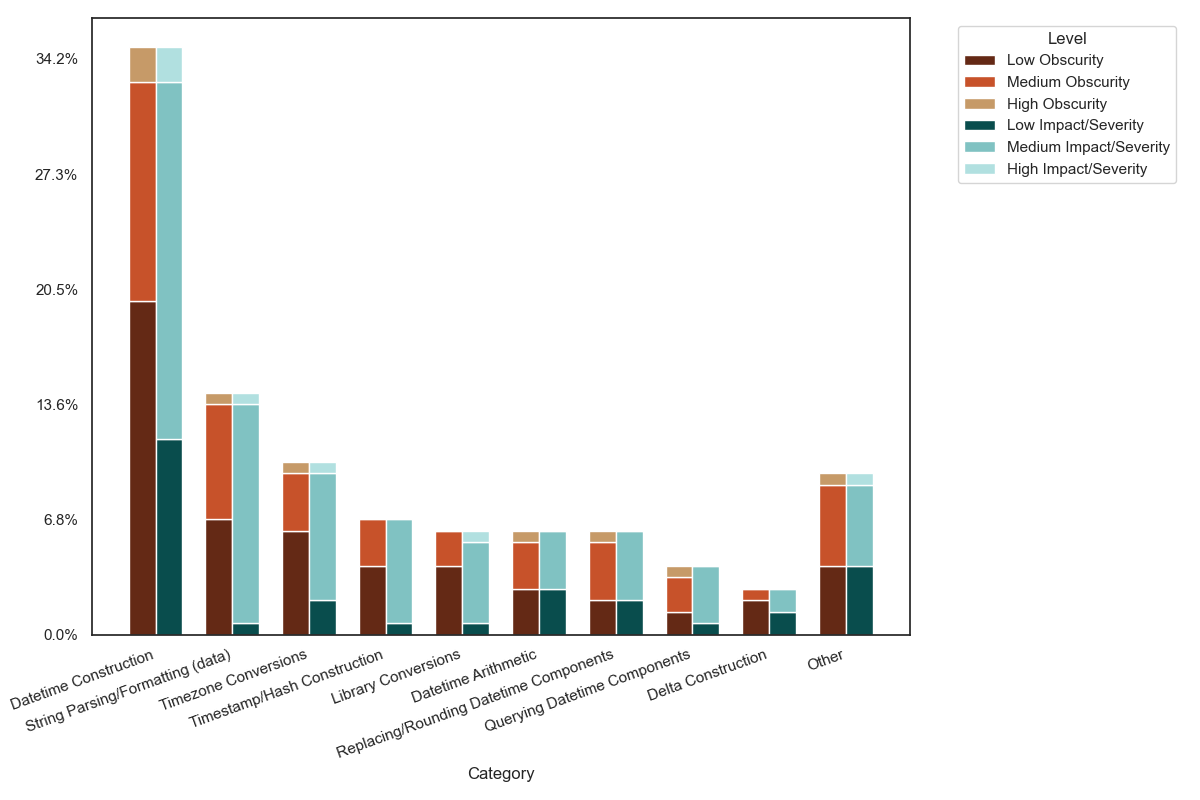 34.2%
27.3%
20.5%
13.6%
6.8%
0.0%
Datetime Construction
String Parsing/Formatting (data)
Timezone Conversions
Timestamp/Hash Construction
Library Conversions
Datetime Arithmetic
Replacing/Rounding Datetime Components
Querying Datetime Components
Delta Construction
Other
Category
Level
Low Obscurity
Medium Obscurity
High Obscurity
Low Impact/Severity
Medium Impact/Severity
High Impact/Severity